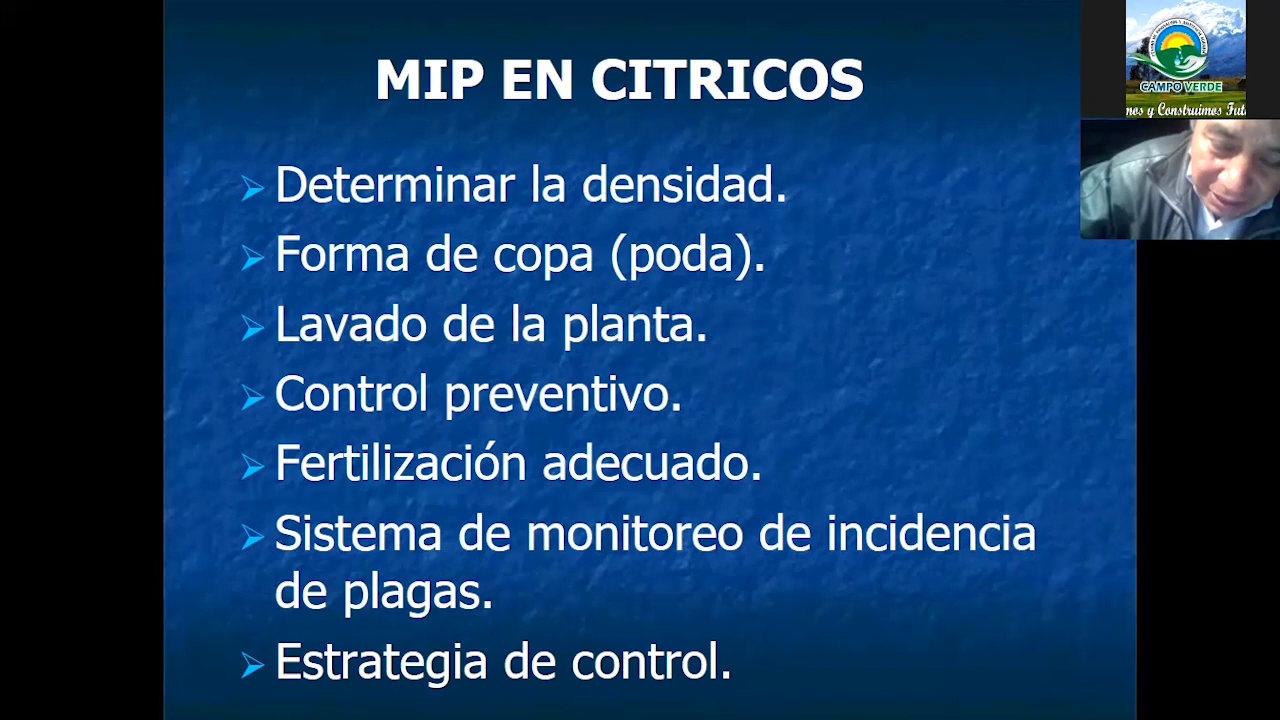 MIP EN CITRICOS
Determinar la densidad.
Forma de copa (poda).
Lavado de la planta.
Control preventivo.
Fertilización adecuado.
Sistema de monitoreo de incidencia
de plagas.
Estrategia de control.
CAMPO VERDE
y Construimos